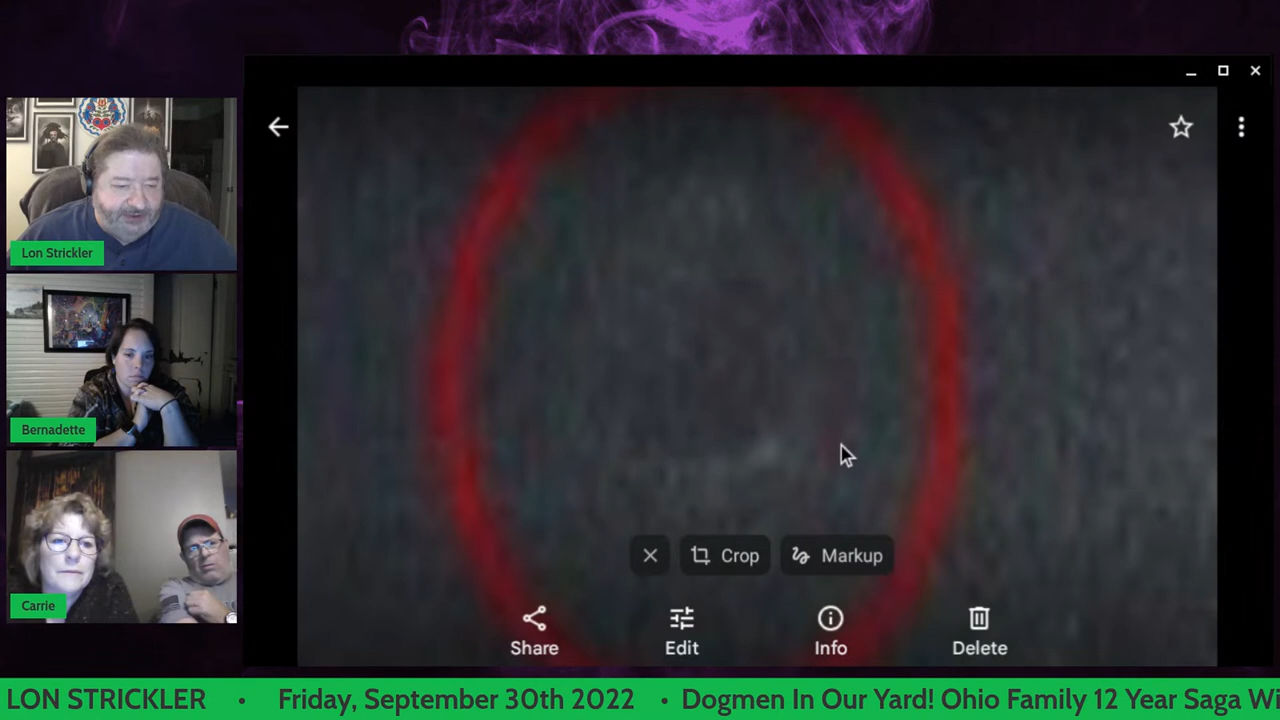 Lon Strickler
Bernadette
Carrie
Crop
Markup
Share
Edit
Info
Delete
LON STRICKLER • Friday, September 30th 2022 • Dogmen In Our Yard! Ohio Family 12 Year Saga Wi